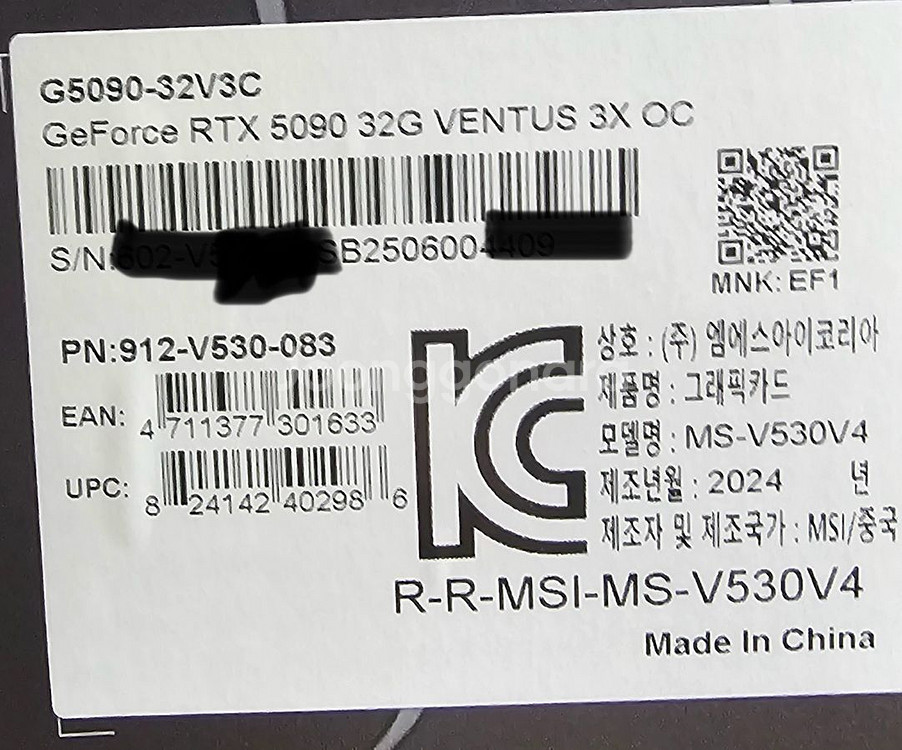 G5090-32V3C
GeForce RTX 5090 32G VENTUS 3X OC
S/N: SB2506004
MNK: EF1
PN:912-V530-083
EAN: 4 711377 301633
UPC: 8 24142 40298 6
상호 : (주) 엠에스아이코리아
제품명 : 그래픽카드
모델명 : MS-V530V4
제조년월 : 2024 년
제조자 및 제조국가 : MSI/중국
R-R-MSI-MS-V530V4
Made In China